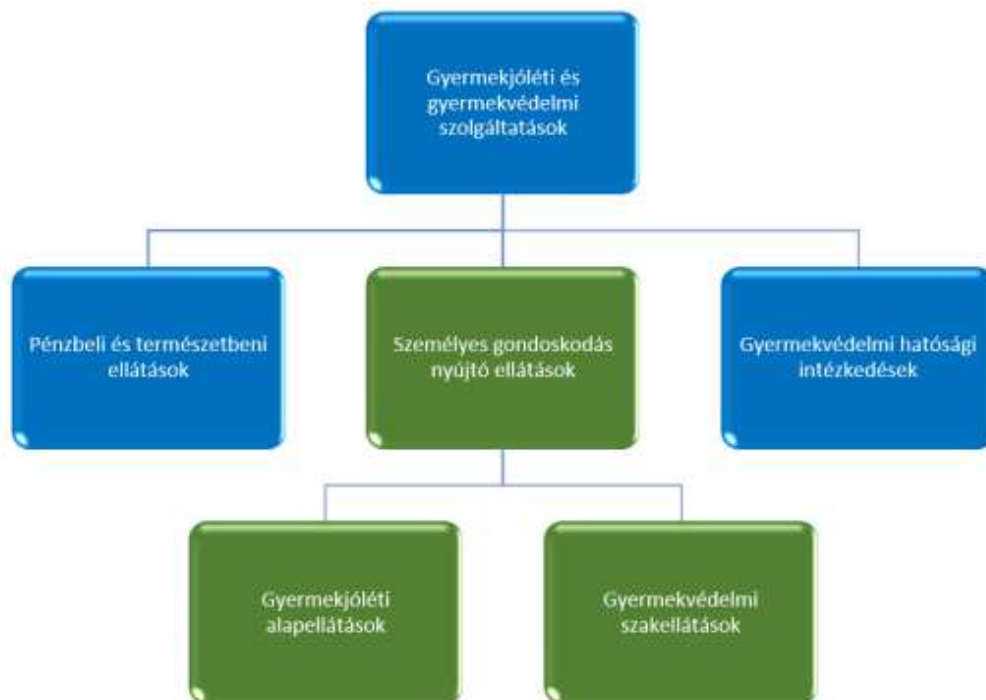 Gyermekjóléti és
gyermekvédelmi
szolgáltatások
Pénzbeli és természetbeni
ellátások
Személyes gondoskodás
nyújtó ellátások
Gyermekvédelmi hatósági
intézkedések
Gyermekjóléti
alapellátások
Gyermekvédelmi
szakellátások